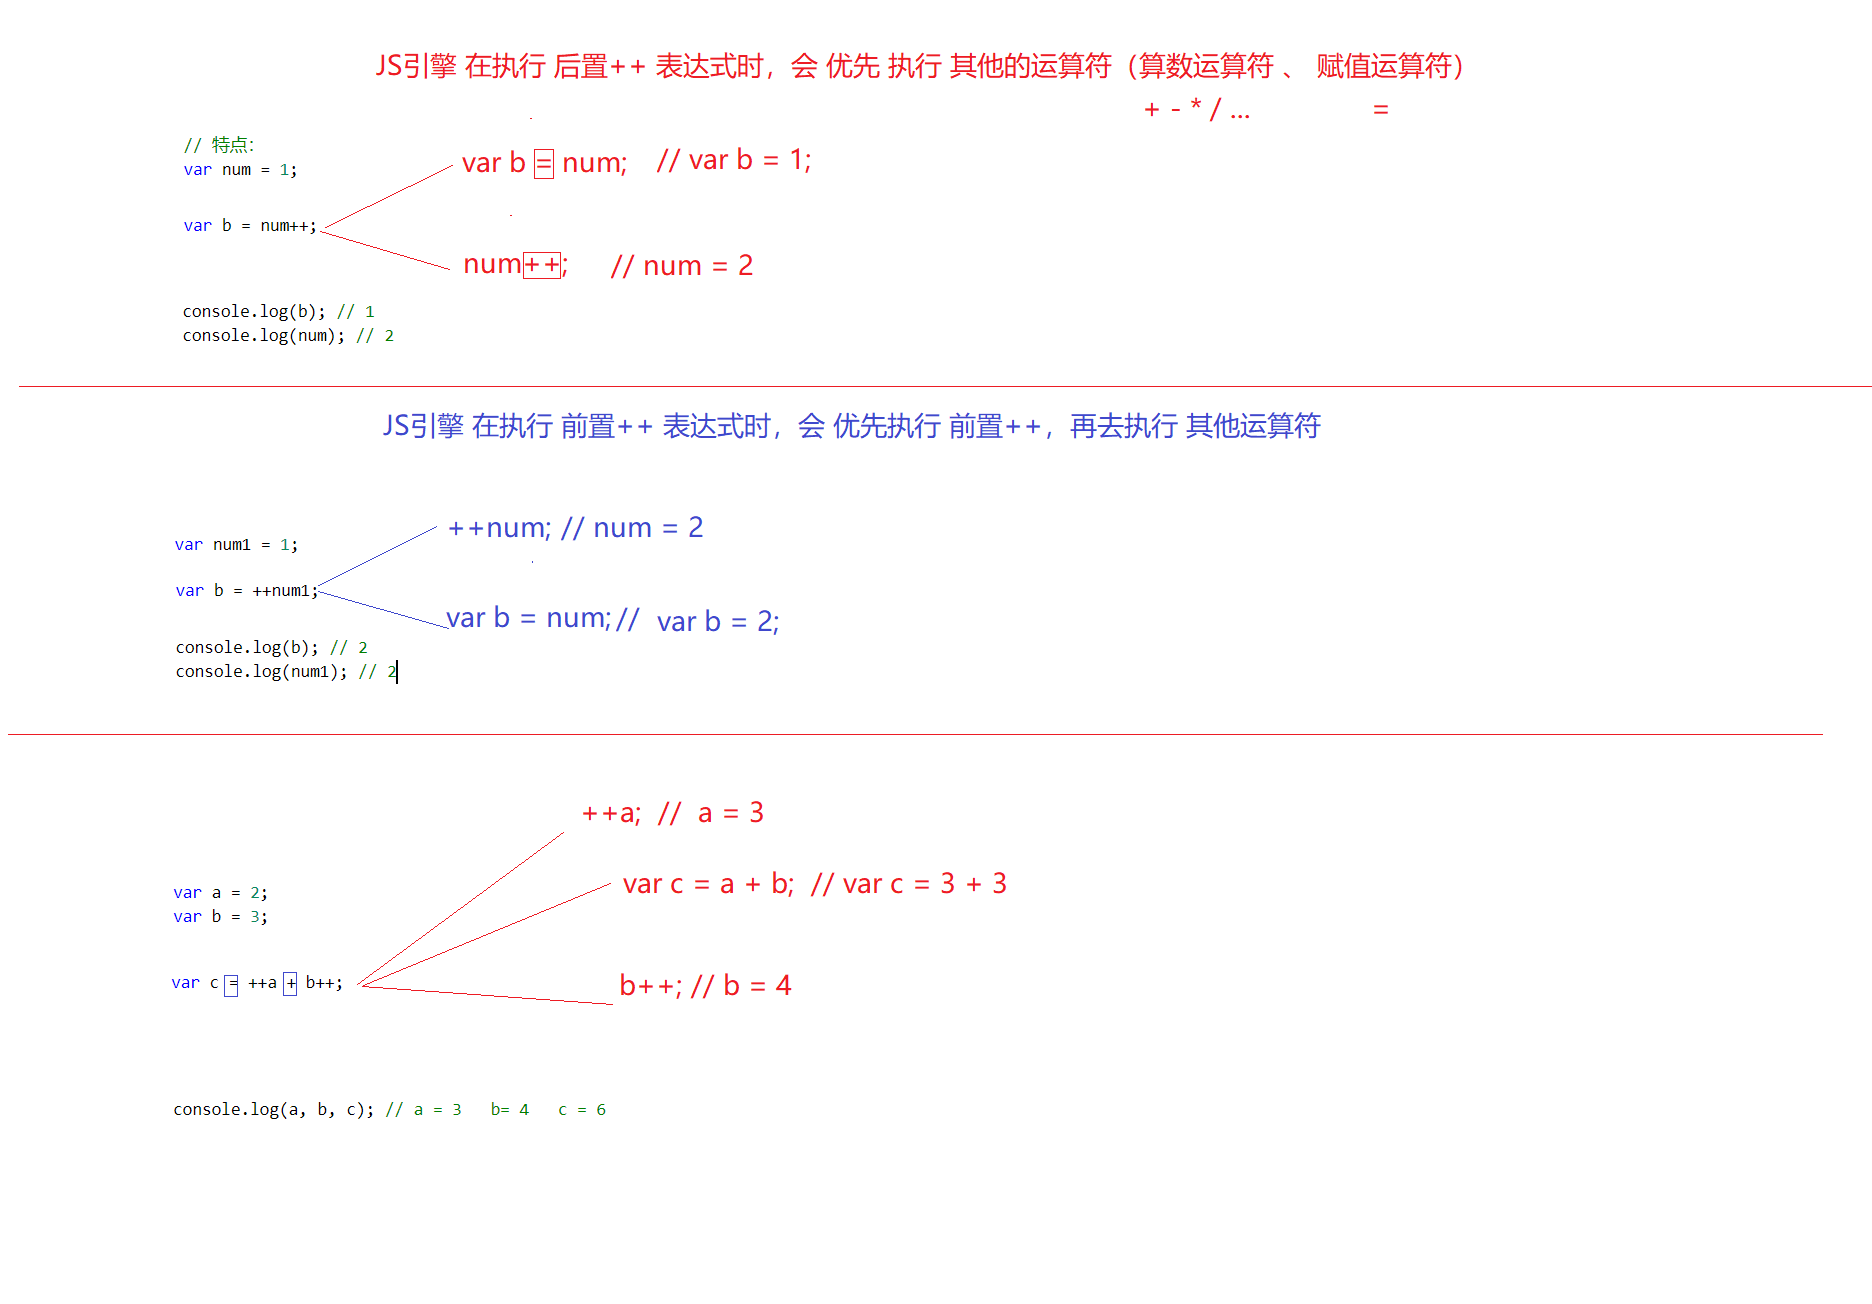 JS引擎 在执行 后置++ 表达式时，会 优先 执行 其他的运算符（算数运算符 、 赋值运算符）
+ - * / ... =
// 特点：
var num = 1;
var b = num; // var b = 1;
var b = num++;
num++; // num = 2
console.log(b); // 1
console.log(num); // 2
JS引擎 在执行 前置++ 表达式时，会 优先执行 前置++，再去执行 其他运算符
++num; // num = 2
var num1 = 1;
var b = ++num1;
var b = num; // var b = 2;
console.log(b); // 2
console.log(num1); // 2
++a; // a = 3
var c = a + b; // var c = 3 + 3
var a = 2;
var b = 3;
var c = ++a + b++;
b++; // b = 4
console.log(a, b, c); // a = 3 b= 4 c = 6